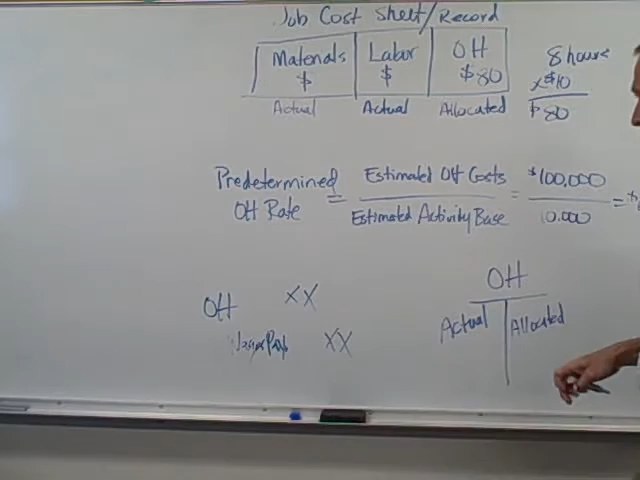 Job Cost Sheet/Record
Materials Labor OH
$ $ $80
Actual Actual Allocated
8 hours
x $10
$80
Predetermined OH Rate = Estimated OH Costs / Estimated Activity Base = $100,000 / 10,000 = $
OH XX
XX
OH
Actual Allocated